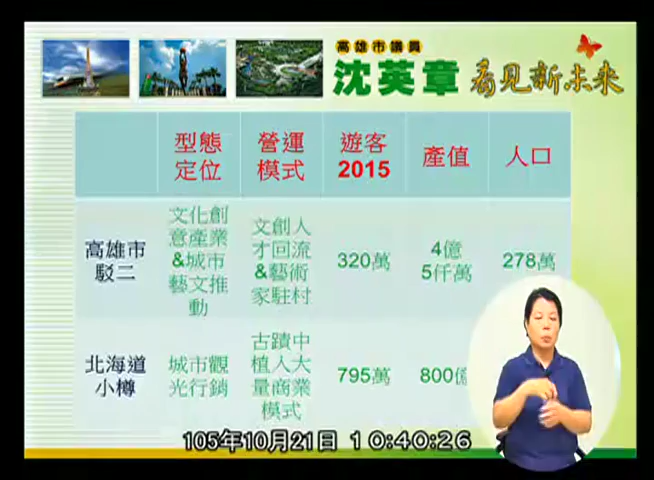 高雄市議員
沈英章 看見新未來
型態
定位
營運
模式
遊客
2015
產值
人口
高雄市
駁二
文化創
意產業
&城市
藝文推
動
文創人
才回流
&藝術
家駐村
320萬
4億
5仟萬
278萬
北海道
小樽
城市觀
光行銷
古蹟中
植入大
量商業
模式
795萬
800億
105年10月21日 10:40:26